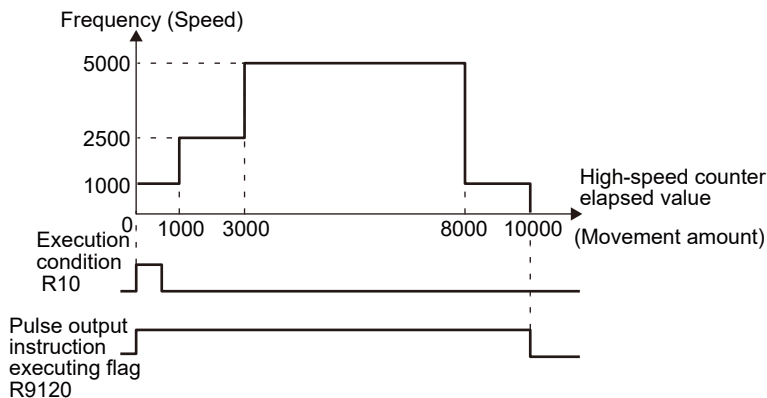 Frequency (Speed)
5000
2500
1000
0
1000
3000
8000
10000
High-speed counter
elapsed value
(Movement amount)
Execution
condition
R10
Pulse output
instruction
executing flag
R9120